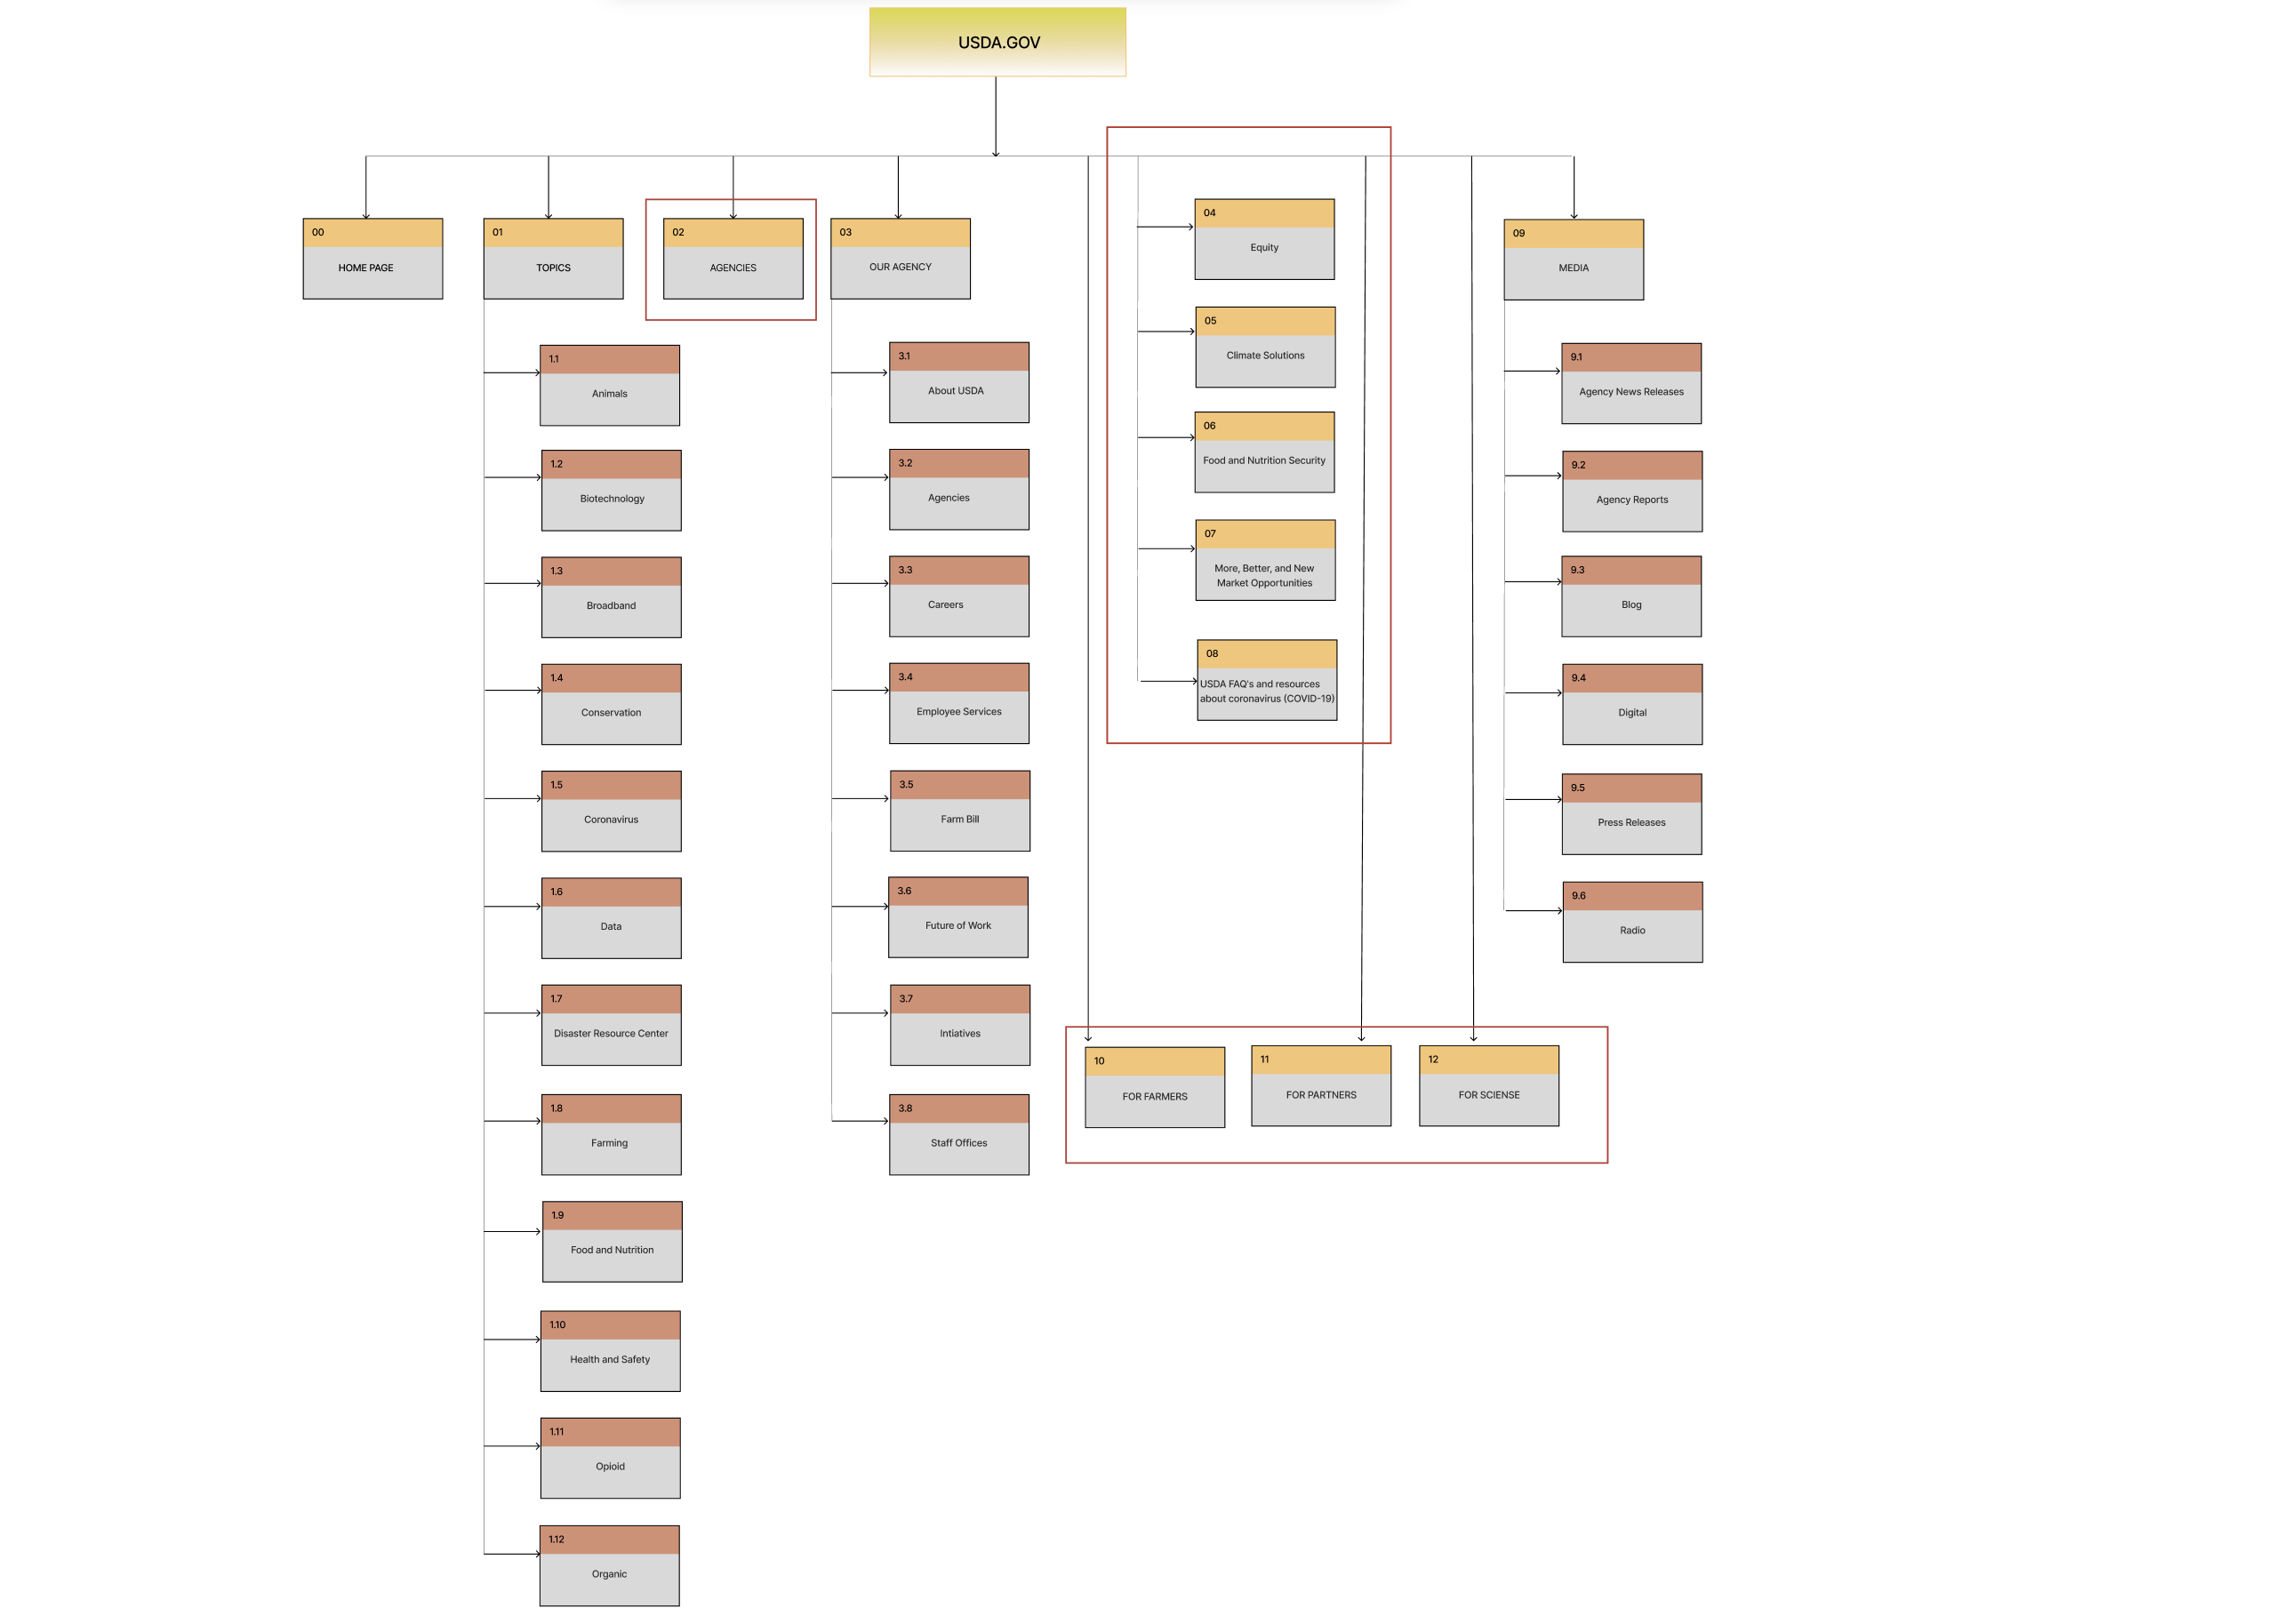 USDA.GOV
00
HOME PAGE
01
TOPICS
02
AGENCIES
03
OUR AGENCY
04
Equity
05
Climate Solutions
06
Food and Nutrition Security
07
More, Better, and New
Market Opportunities
08
USDA FAQ's and resources
about coronavirus (COVID-19)
09
MEDIA
1.1
Animals
1.2
Biotechnology
1.3
Broadband
1.4
Conservation
1.5
Coronavirus
1.6
Data
1.7
Disaster Resource Center
1.8
Farming
1.9
Food and Nutrition
1.10
Health and Safety
1.11
Opioid
1.12
Organic
3.1
About USDA
3.2
Agencies
3.3
Careers
3.4
Employee Services
3.5
Farm Bill
3.6
Future of Work
3.7
Intiatives
3.8
Staff Offices
9.1
Agency News Releases
9.2
Agency Reports
9.3
Blog
9.4
Digital
9.5
Press Releases
9.6
Radio
10
FOR FARMERS
11
FOR PARTNERS
12
FOR SCIENSE